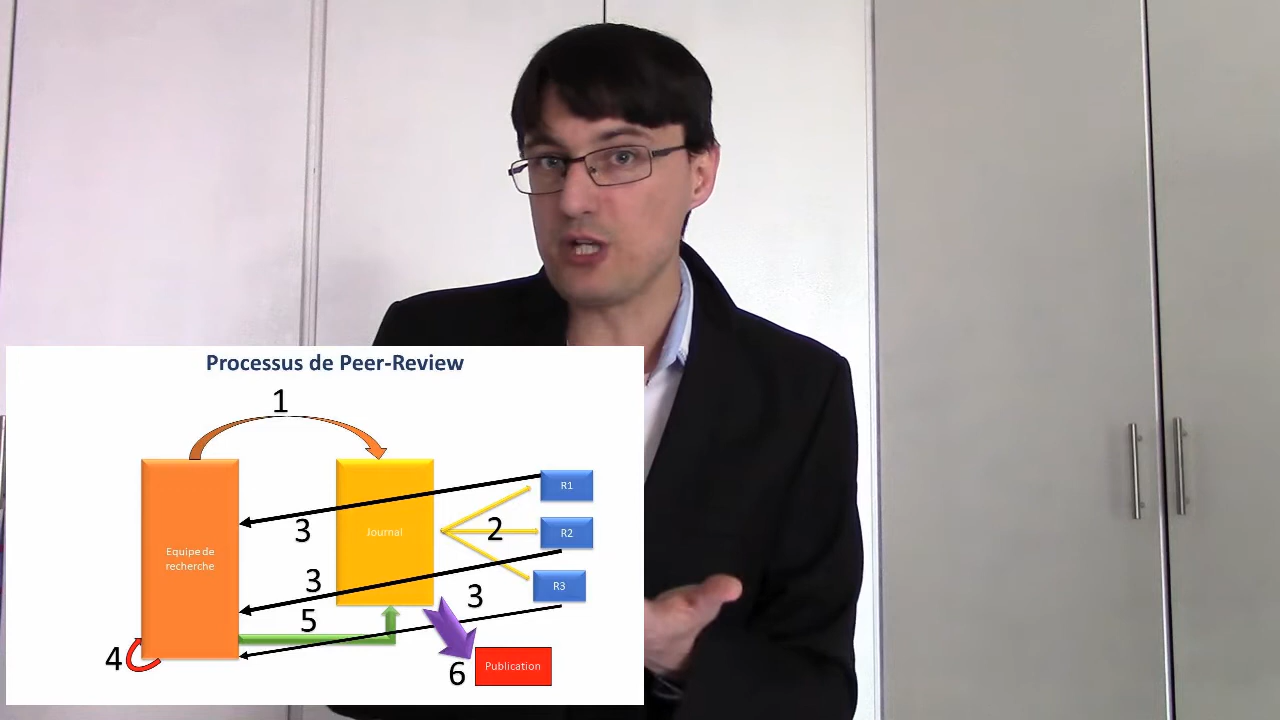 Processus de Peer-Review
1
Equipe de
recherche
Journal
R1
R2
R3
2
3
3
3
4
5
6
Publication